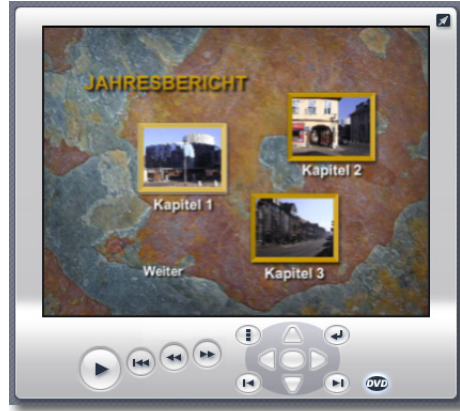 JAHRESBERICHT
Kapitel 1
Kapitel 2
Kapitel 3
Weiter
DVD